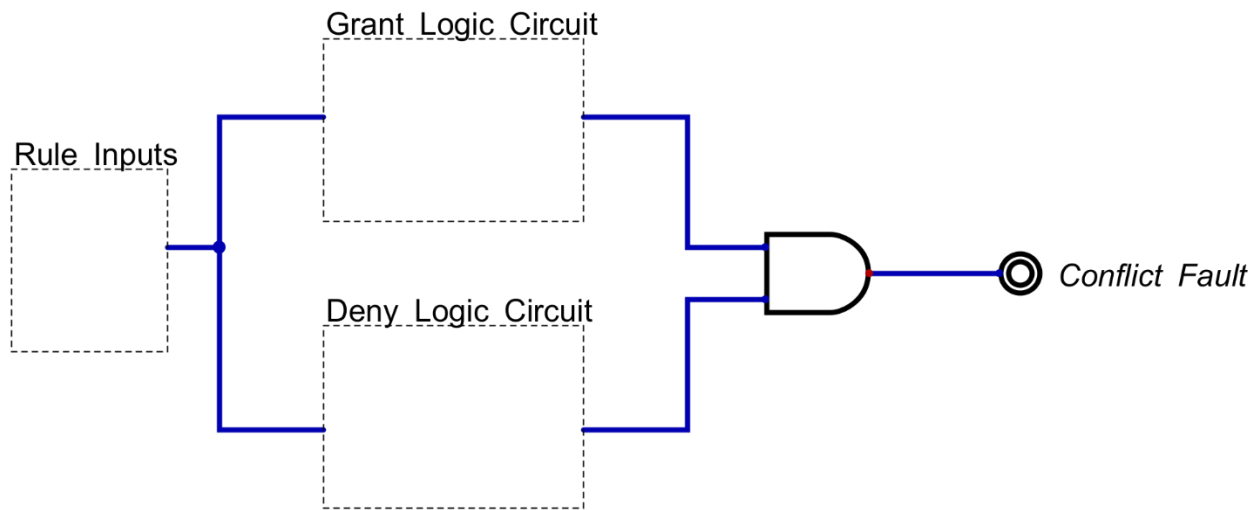 Grant Logic Circuit
Rule Inputs
Conflict Fault
Deny Logic Circuit